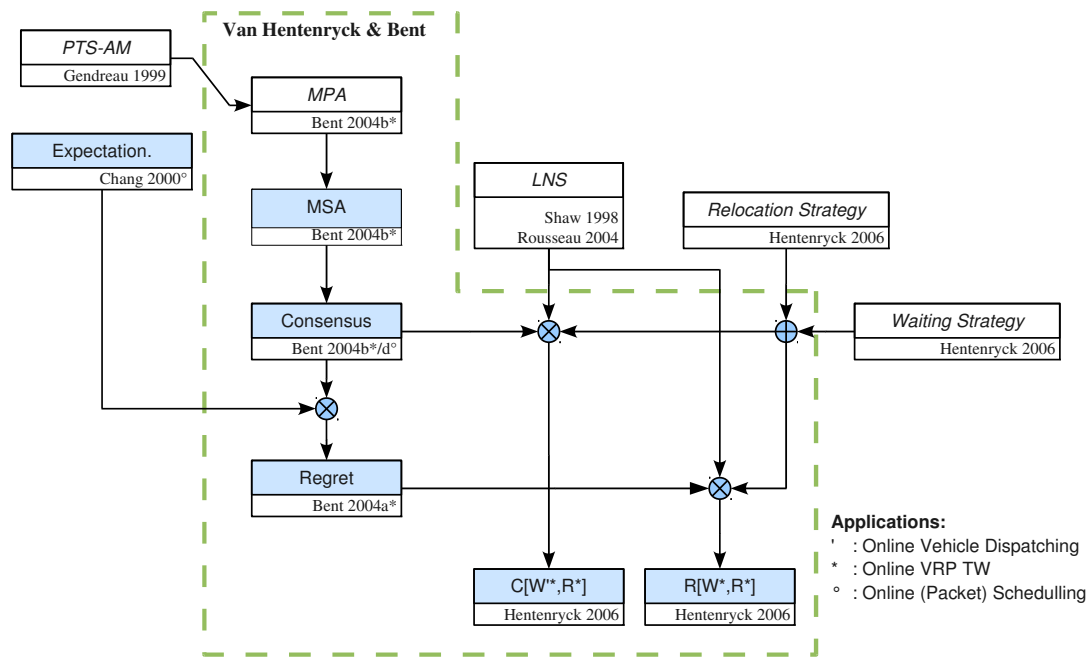 Van Hentenryck & Bent
PTS-AM
Gendreau 1999
MPA
Bent 2004b*
Expectation.
Chang 2000°
MSA
Bent 2004b*
LNS
Shaw 1998
Rousseau 2004
Relocation Strategy
Hentenryck 2006
Consensus
Bent 2004b*/d°
Waiting Strategy
Hentenryck 2006
Regret
Bent 2004a*
C[W'*,R*]
Hentenryck 2006
R[W*,R*]
Hentenryck 2006
Applications:
' : Online Vehicle Dispatching
* : Online VRP TW
° : Online (Packet) Schedulling